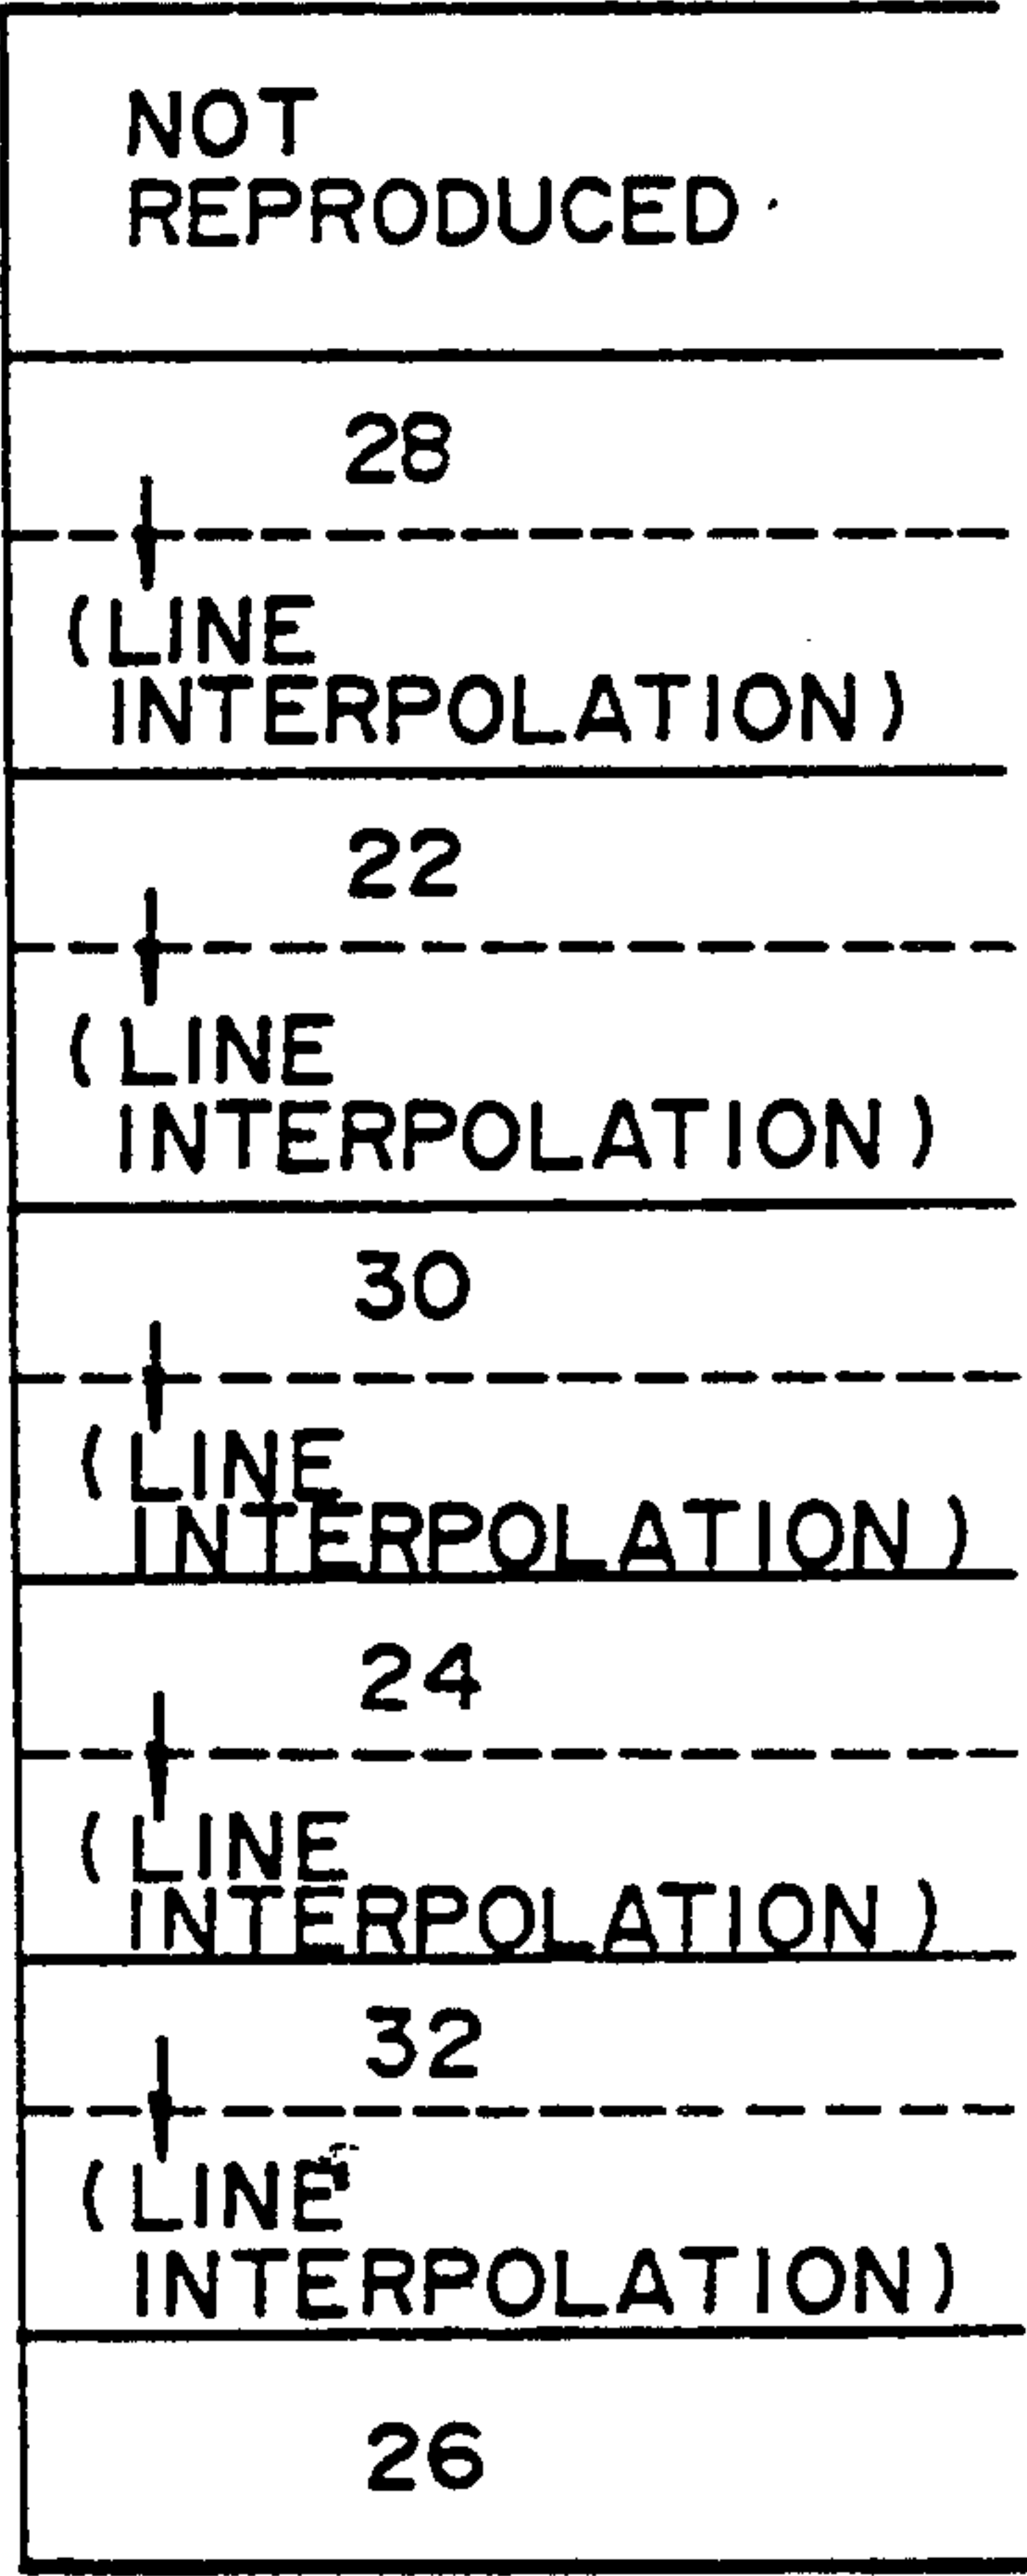 NOT
REPRODUCED
28
(LINE
INTERPOLATION)
22
(LINE
INTERPOLATION)
30
(LINE
INTERPOLATION)
24
(LINE
INTERPOLATION)
32
(LINE
INTERPOLATION)
26